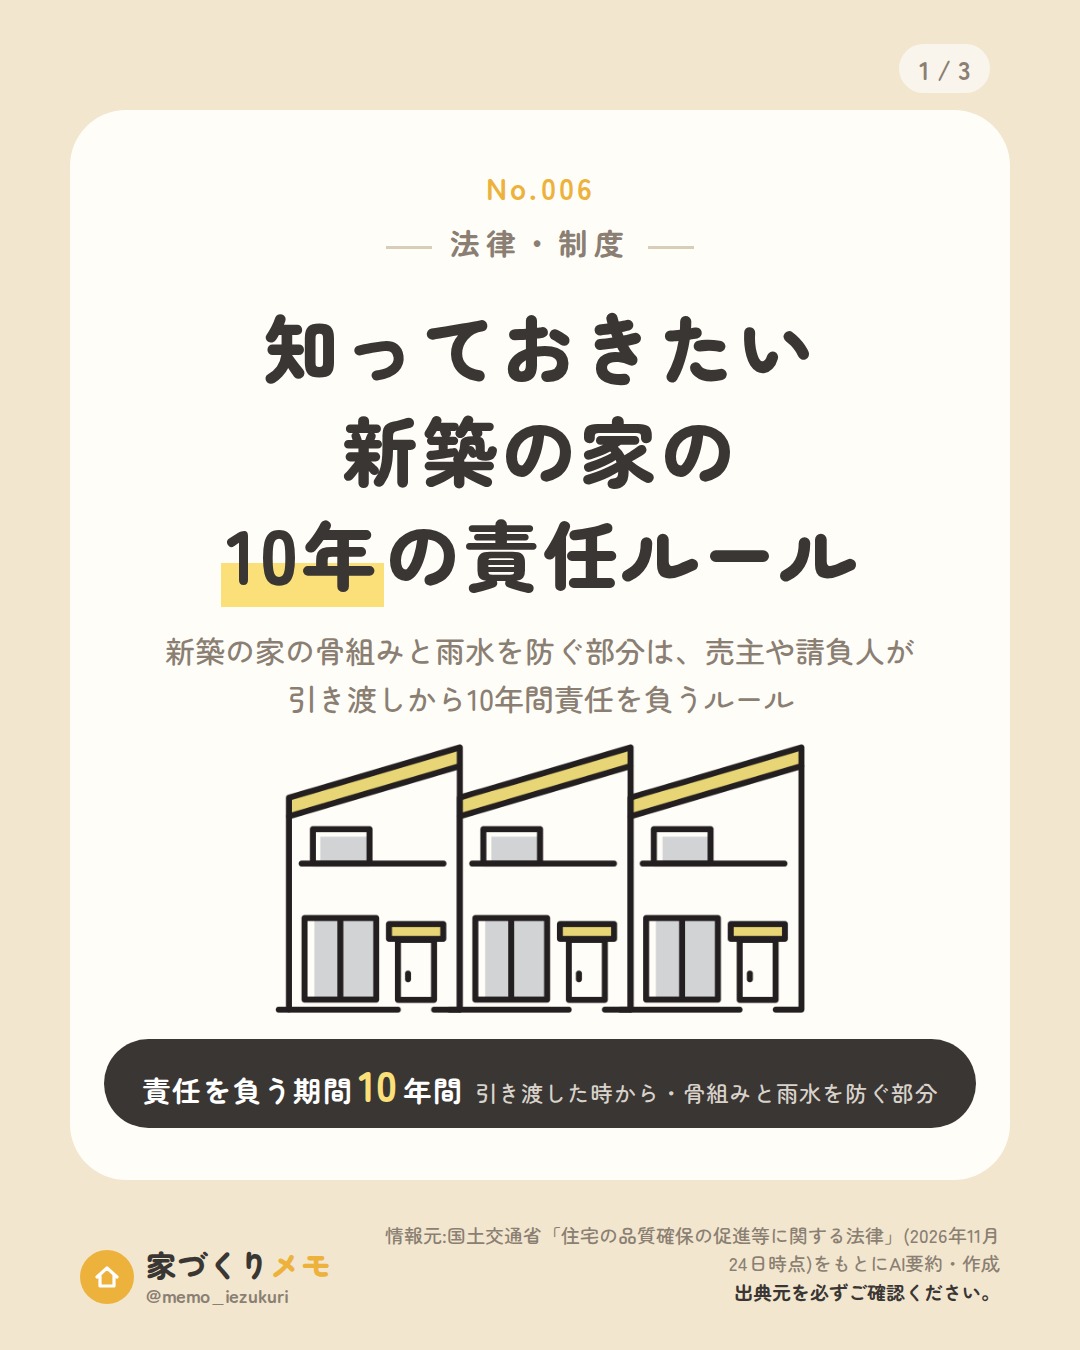 1 / 3
No.006
法律・制度
知っておきたい
新築の家の
10年の責任ルール
新築の家の骨組みと雨水を防ぐ部分は、売主や請負人が
引き渡しから10年間責任を負うルール
責任を負う期間10年間 引き渡した時から・骨組みと雨水を防ぐ部分
情報元:国土交通省「住宅の品質確保の促進等に関する法律」(2026年11月
24日時点)をもとにAI要約・作成
出典元を必ずご確認ください。
家づくりメモ
@memo_iezukuri